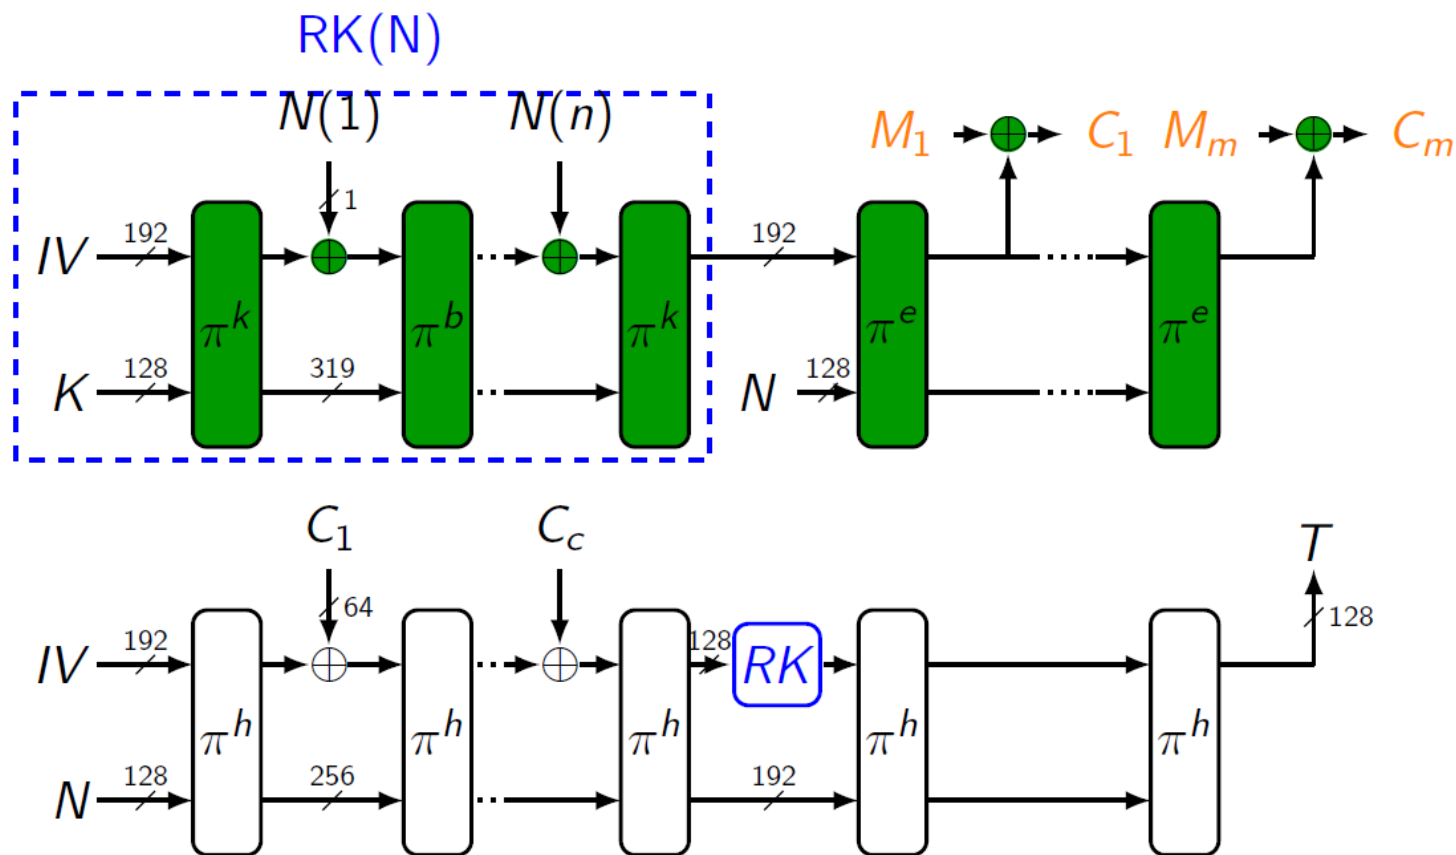 RK(N)
N(1) N(n) M₁ C₁ Mₘ Cₘ
1
IV 192 192
πᵏ πᵇ πᵏ πᵉ πᵉ
K 128 319 N 128
C₁ C_c T
64 128
IV 192 128 RK
πʰ πʰ πʰ πʰ πʰ
N 128 256 192